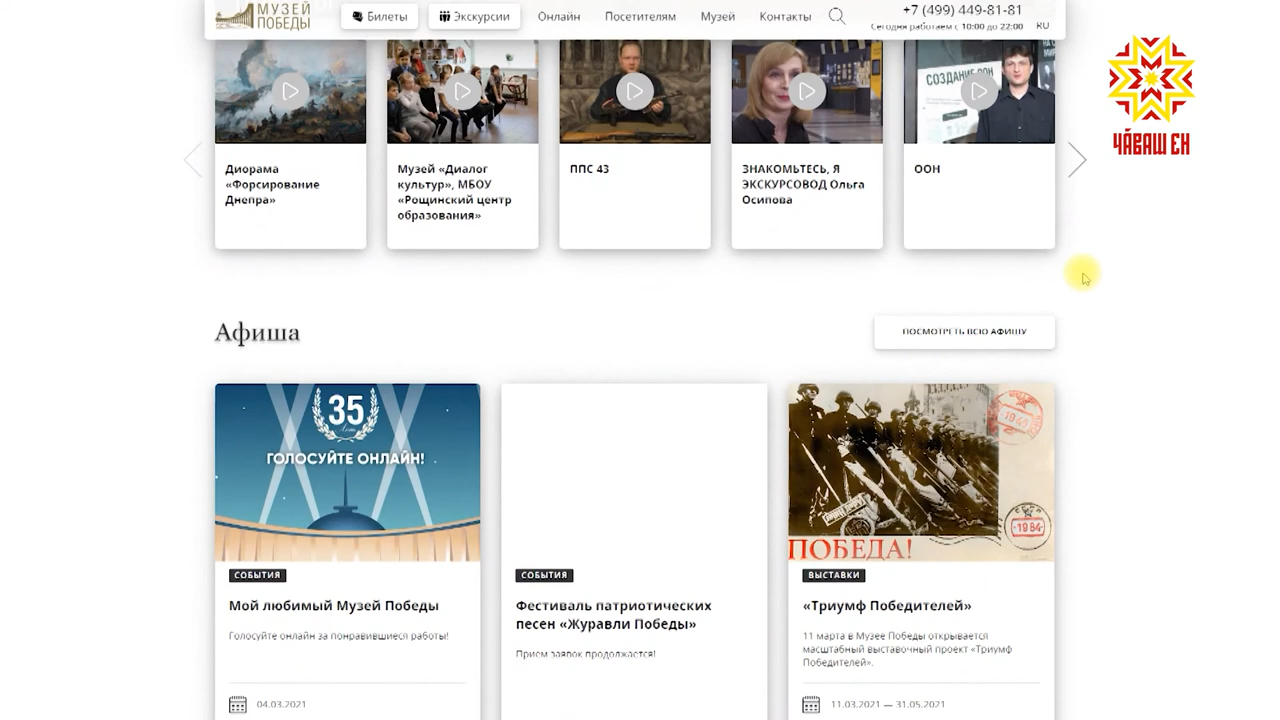 МУЗЕЙ
ПОБЕДЫ
Билеты
Экскурсии
Онлайн
Посетителям
Музей
Контакты
+7 (499) 449-81-81
Сегодня работаем с 10:00 до 22:00
RU
ЧӐВАШ ЕН
СОЗДАНИЕ ООН
Диорама
«Форсирование
Днепра»
Музей «Диалог
культур», МБОУ
«Рощинский центр
образования»
ППС 43
ЗНАКОМЬТЕСЬ, Я
ЭКСКУРСОВОД Ольга
Осипова
ООН
Афиша
ПОСМОТРЕТЬ ВСЮ АФИШУ
35
лет
ГОЛОСУЙТЕ ОНЛАЙН!
ПОБЕДА!
СОБЫТИЯ
Мой любимый Музей Победы
Голосуйте онлайн за понравившиеся работы!
04.03.2021
СОБЫТИЯ
Фестиваль патриотических
песен «Журавли Победы»
Прием заявок продолжается!
ВЫСТАВКИ
«Триумф Победителей»
11 марта в Музее Победы открывается
масштабный выставочный проект «Триумф
Победителей».
11.03.2021 — 31.05.2021